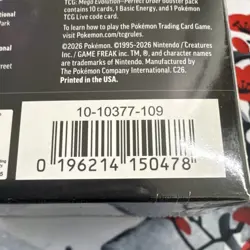 TCG: Mega Evolution—Perfect Order booster pack
contains 10 cards, 1 Basic Energy, and 1 Pokémon
TCG Live code card.
Park
To learn how to play the Pokémon Trading Card Game,
visit Pokemon.com/tcgrules.
©2026 Pokémon. ©1995-2026 Nintendo/Creatures
Inc. / GAME FREAK inc. TM, ®, and character names
are trademarks of Nintendo. Manufactured by
Street
The Pokémon Company International. C26.
Printed in the USA.
10-10377-109
0 196214 150478